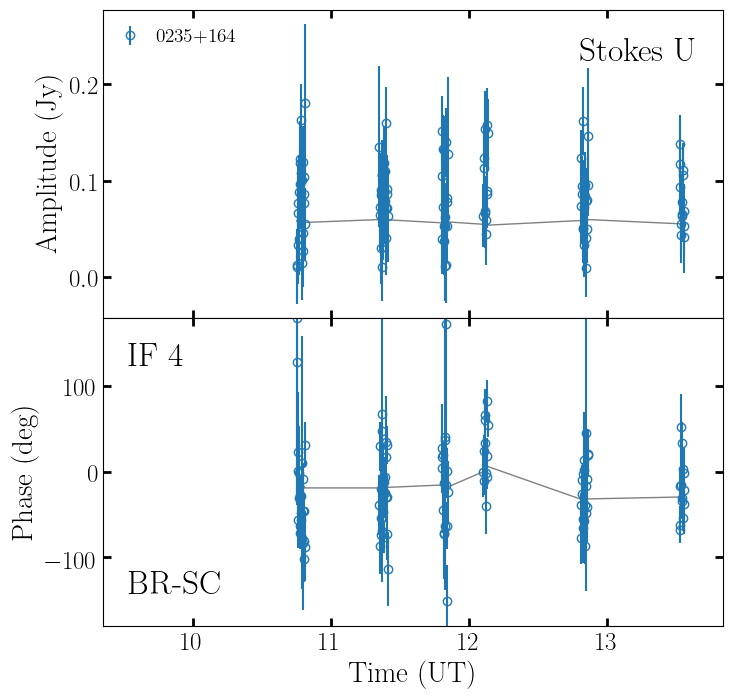 0235+164
Stokes U
Amplitude (Jy)
0.2
0.1
0.0
IF 4
Phase (deg)
100
0
−100
BR-SC
10 11 12 13
Time (UT)